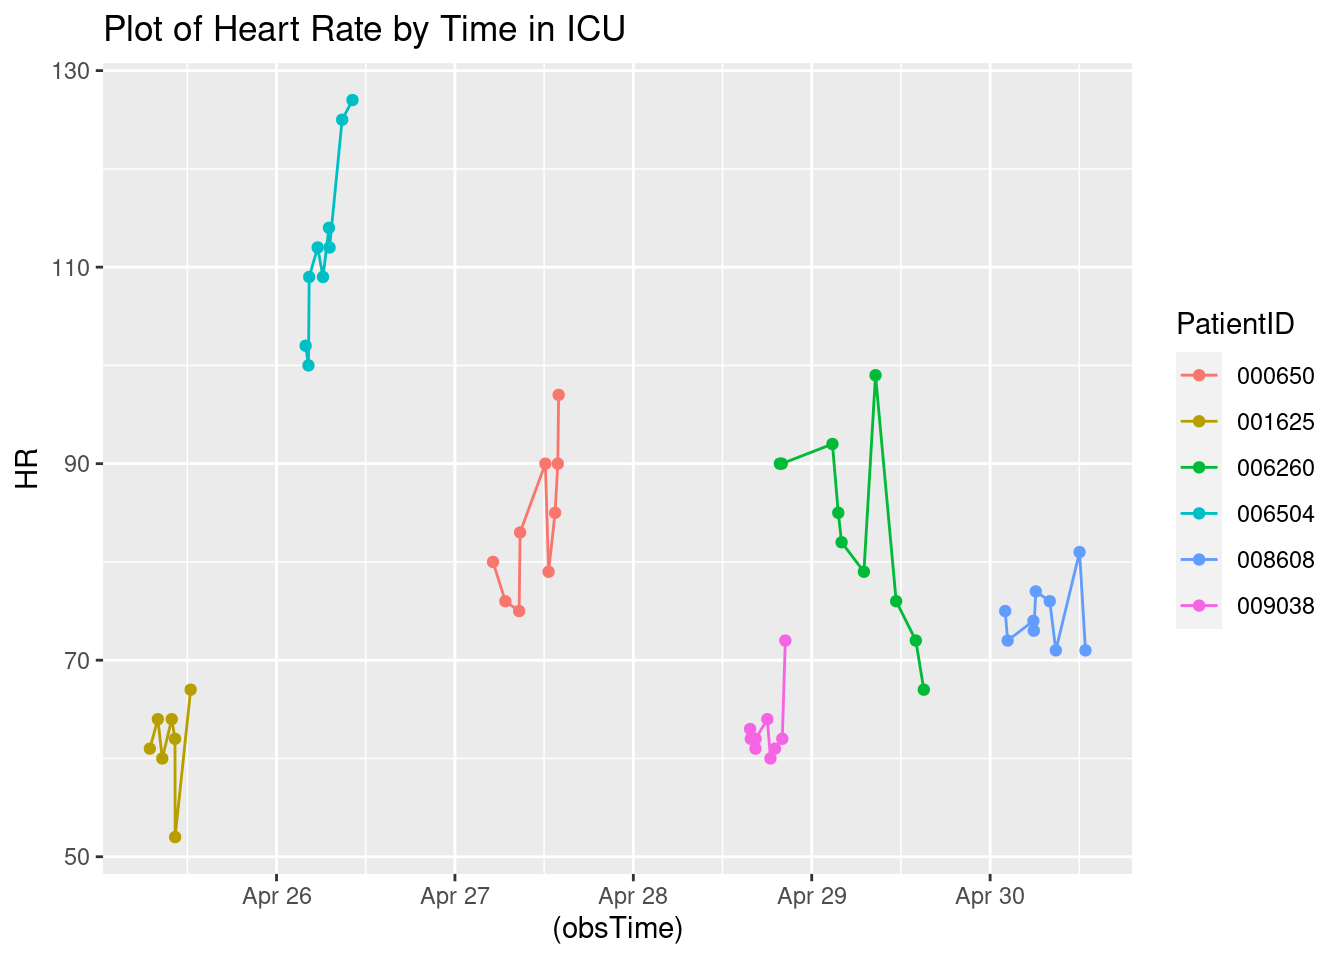 Plot of Heart Rate by Time in ICU
130
110
90
70
50
HR
Apr 26
Apr 27
Apr 28
Apr 29
Apr 30
(obsTime)
PatientID
000650
001625
006260
006504
008608
009038